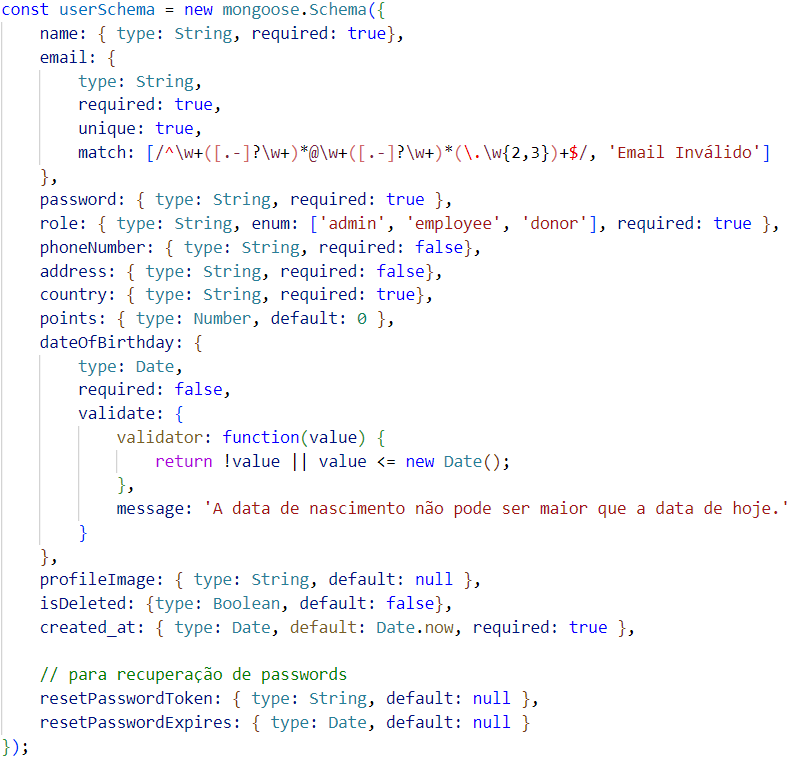 const userSchema = new mongoose.Schema({
    name: { type: String, required: true},
    email: {
        type: String,
        required: true,
        unique: true,
        match: [/^\w+([.-]?\w+)*@\w+([.-]?\w+)*(\.\w{2,3})+$/, 'Email Inválido']
    },
    password: { type: String, required: true },
    role: { type: String, enum: ['admin', 'employee', 'donor'], required: true },
    phoneNumber: { type: String, required: false},
    address: { type: String, required: false},
    country: { type: String, required: true},
    points: { type: Number, default: 0 },
    dateOfBirthday: {
        type: Date,
        required: false,
        validate: {
            validator: function(value) {
                return !value || value <= new Date();
            },
            message: 'A data de nascimento não pode ser maior que a data de hoje.'
        }
    },
    profileImage: { type: String, default: null },
    isDeleted: {type: Boolean, default: false},
    created_at: { type: Date, default: Date.now, required: true },

    // para recuperação de passwords
    resetPasswordToken: { type: String, default: null },
    resetPasswordExpires: { type: Date, default: null }
});